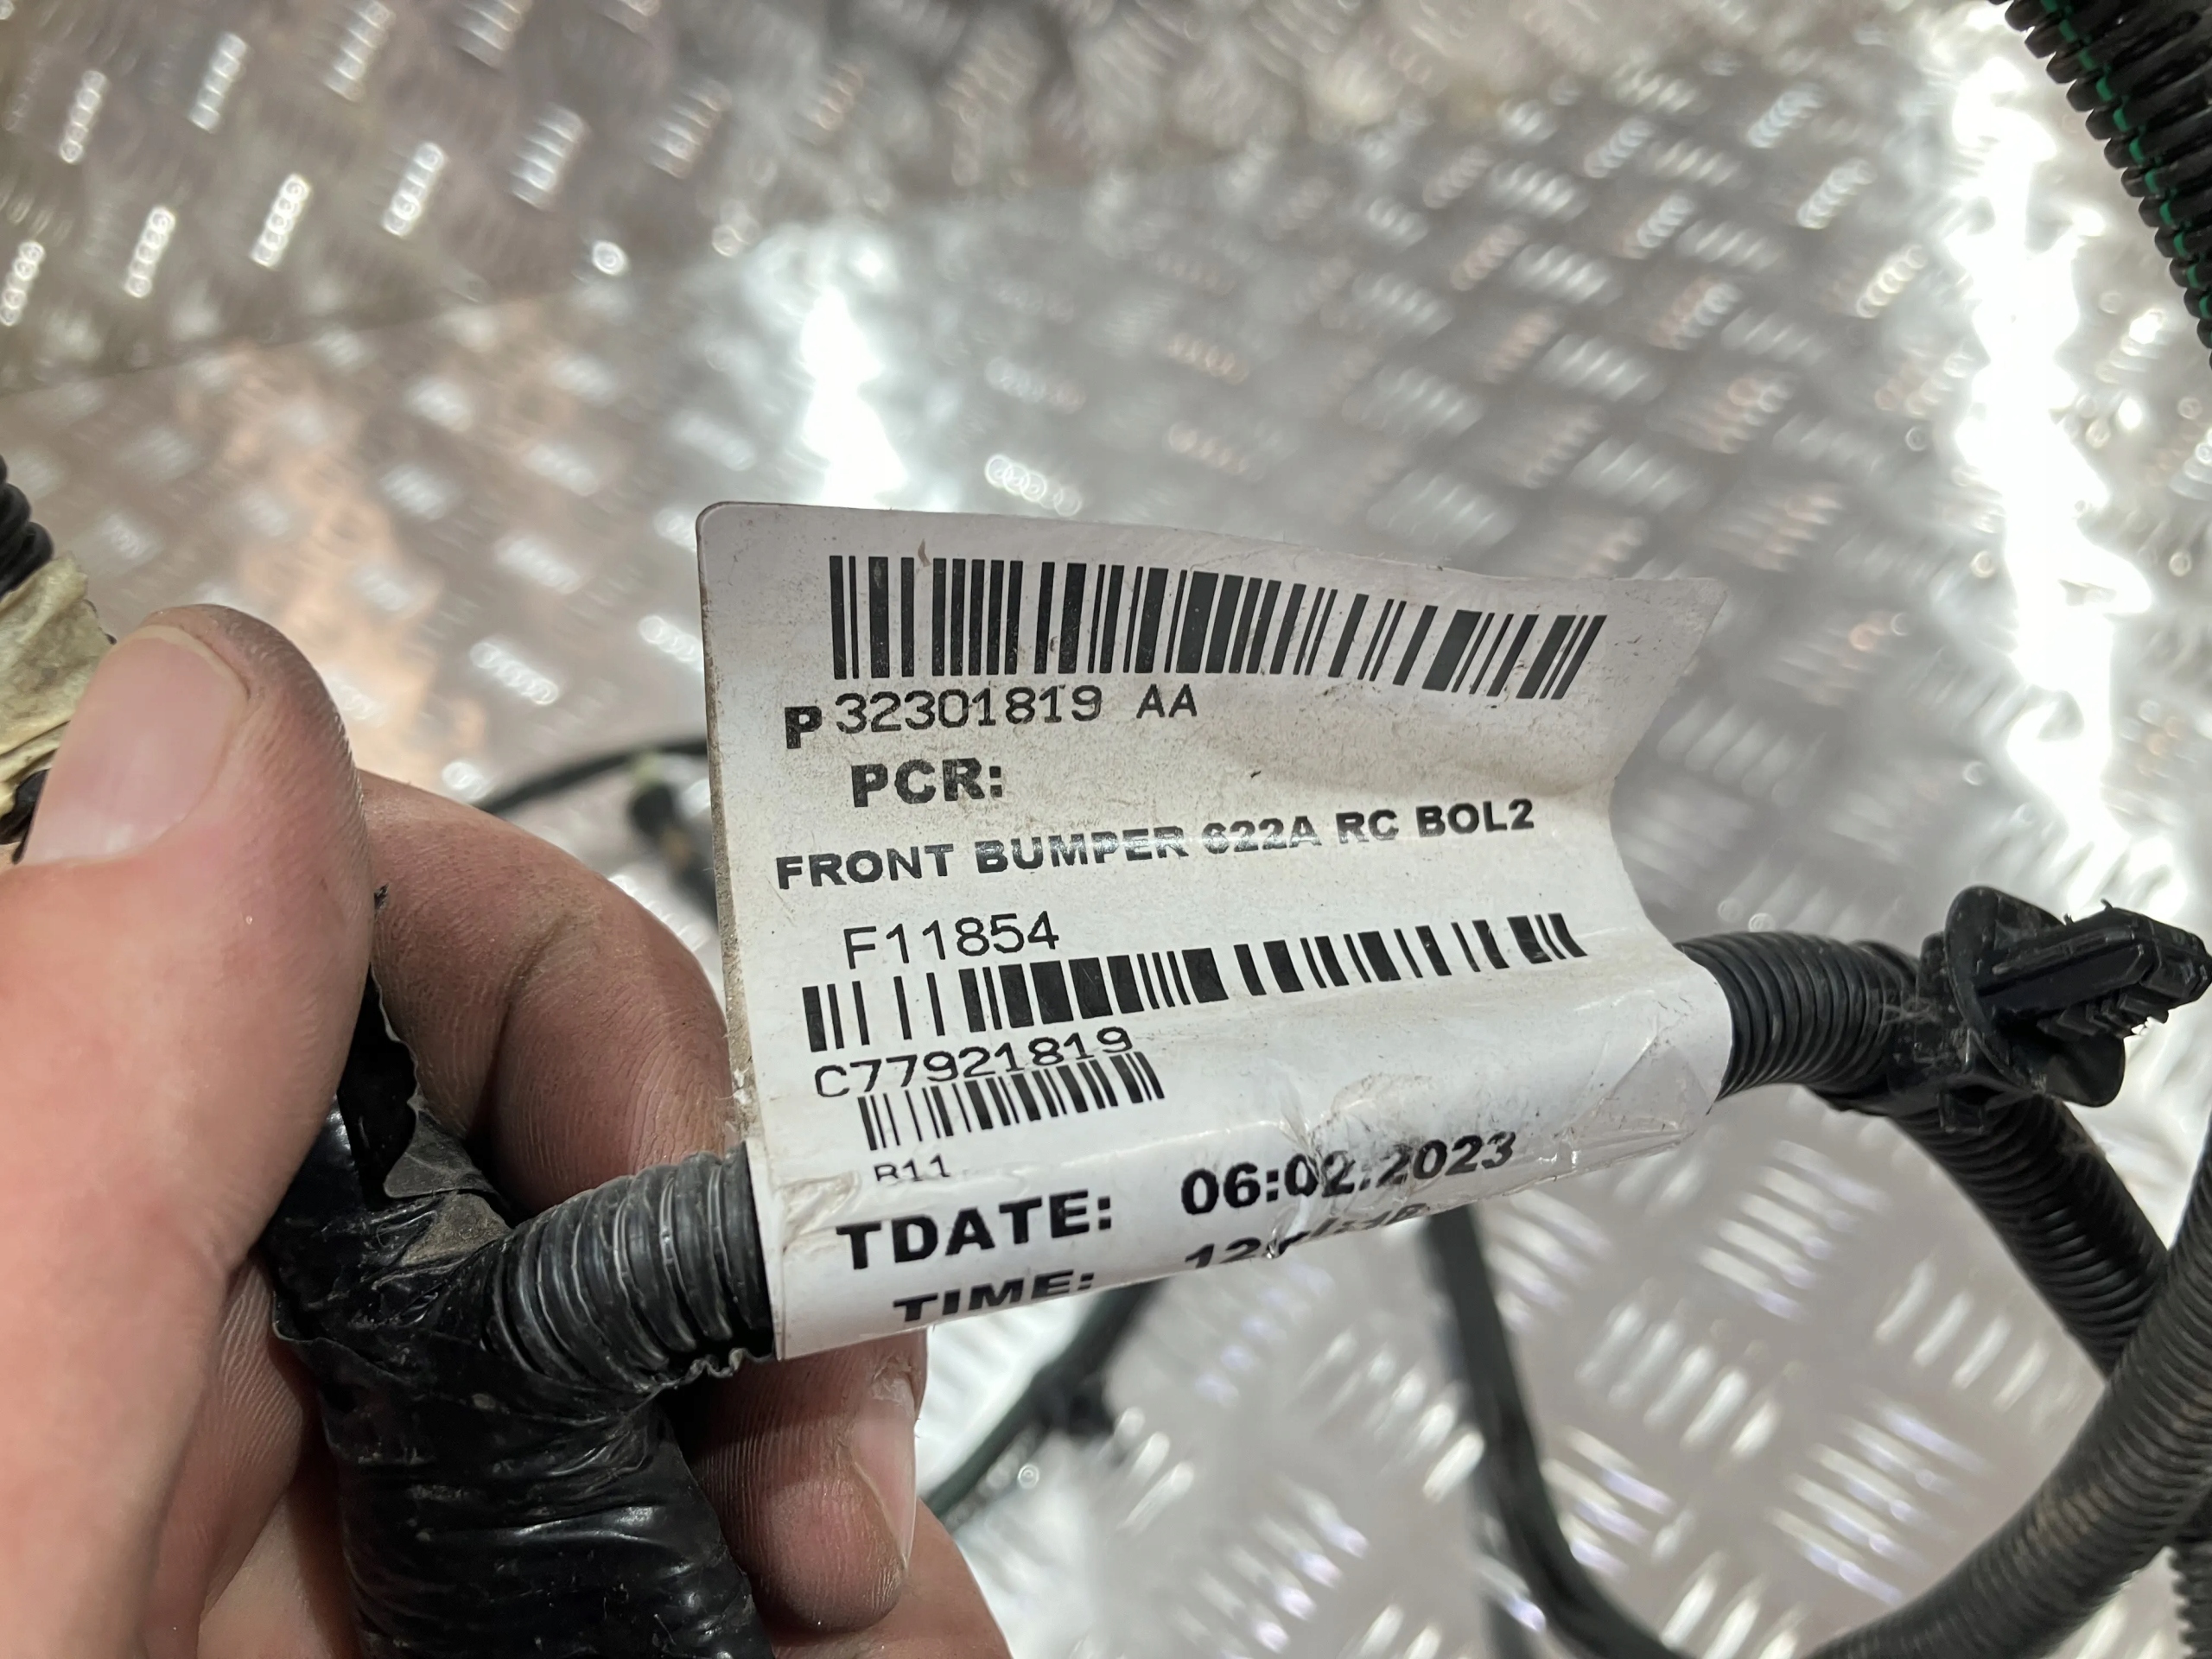 P 32301819 AA
PCR:
FRONT BUMPER 622A RC BOL2
F11854
C77921819
B11
TDATE: 06:02:2023
TIME: